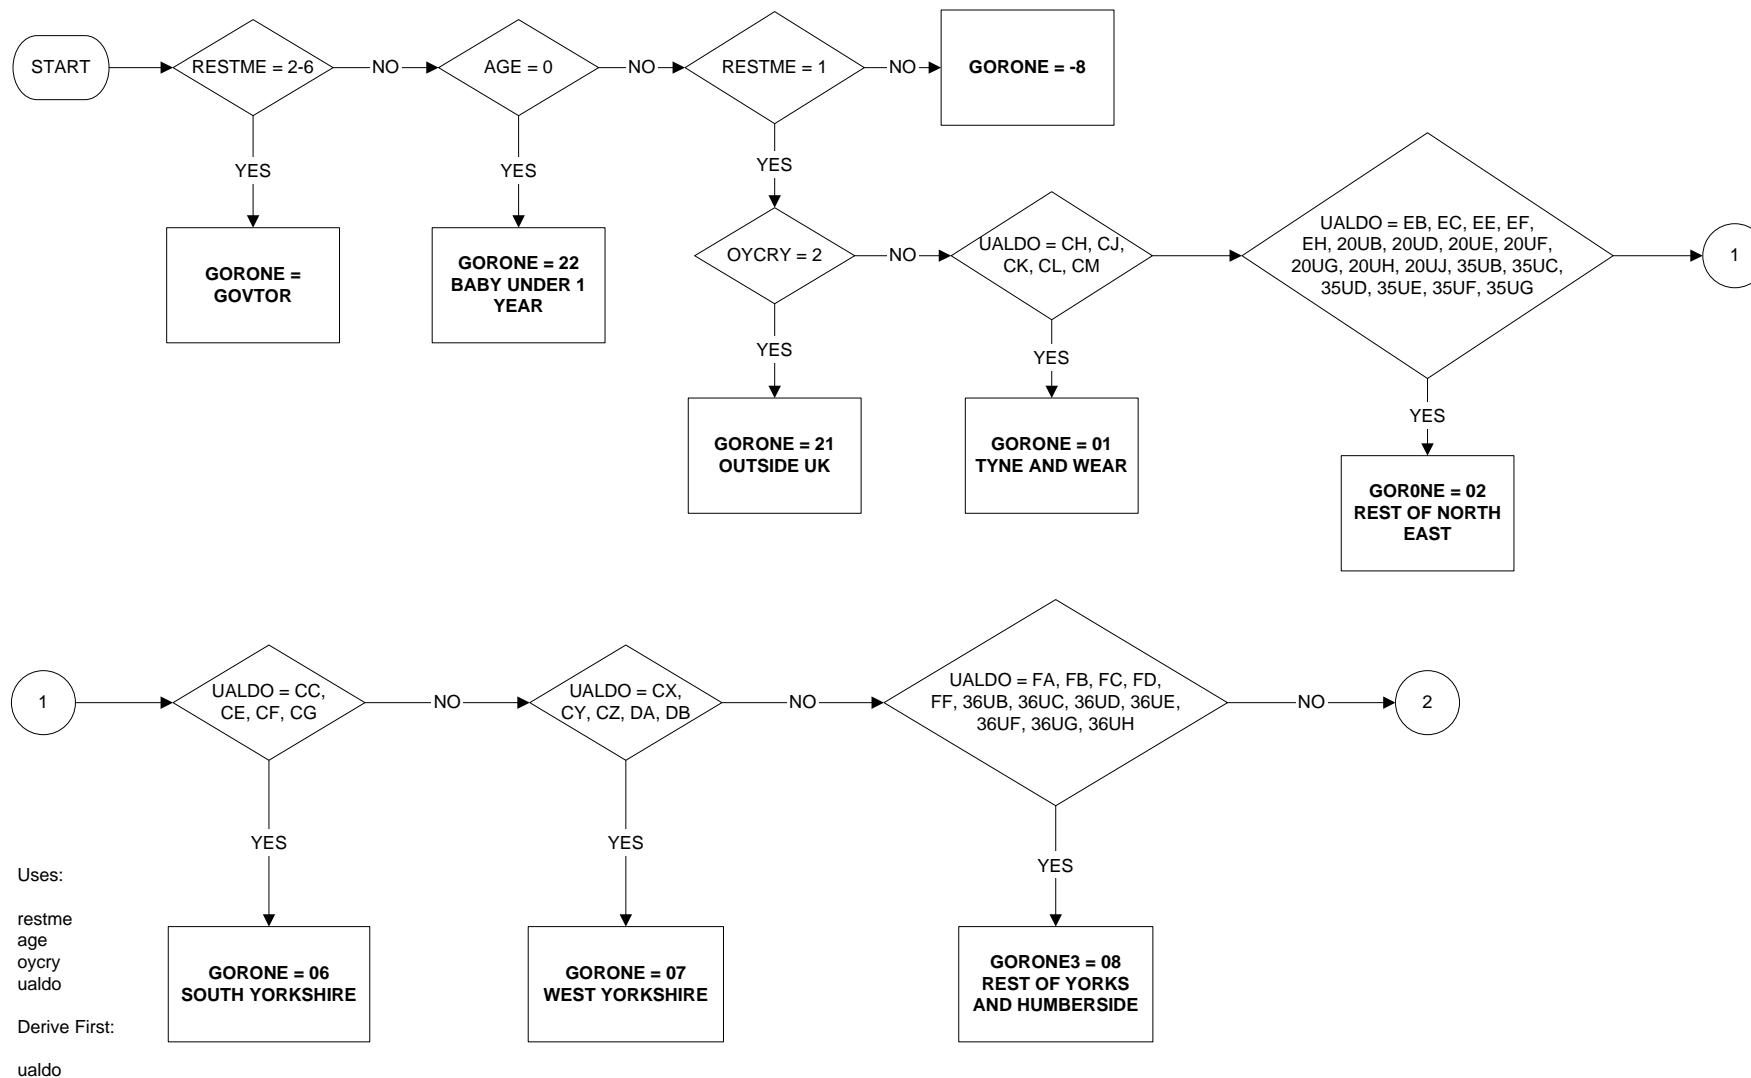 START
RESTME = 2-6
NO
AGE = 0
NO
RESTME = 1
NO
GORONE = -8
YES
YES
YES
GORONE =
GOVTOR
GORONE = 22
BABY UNDER 1
YEAR
OYCRY = 2
NO
UALDO = CH, CJ,
CK, CL, CM
UALDO = EB, EC, EE, EF,
EH, 20UB, 20UD, 20UE, 20UF,
20UG, 20UH, 20UJ, 35UB, 35UC,
35UD, 35UE, 35UF, 35UG
1
YES
YES
YES
GORONE = 21
OUTSIDE UK
GORONE = 01
TYNE AND WEAR
GOR0NE = 02
REST OF NORTH
EAST
1
UALDO = CC,
CE, CF, CG
NO
UALDO = CX,
CY, CZ, DA, DB
NO
UALDO = FA, FB, FC, FD,
FF, 36UB, 36UC, 36UD, 36UE,
36UF, 36UG, 36UH
NO
2
YES
YES
YES
GORONE = 06
SOUTH YORKSHIRE
GORONE = 07
WEST YORKSHIRE
GORONE3 = 08
REST OF YORKS
AND HUMBERSIDE
Uses:
restme
age
oycry
ualdo
Derive First:
ualdo